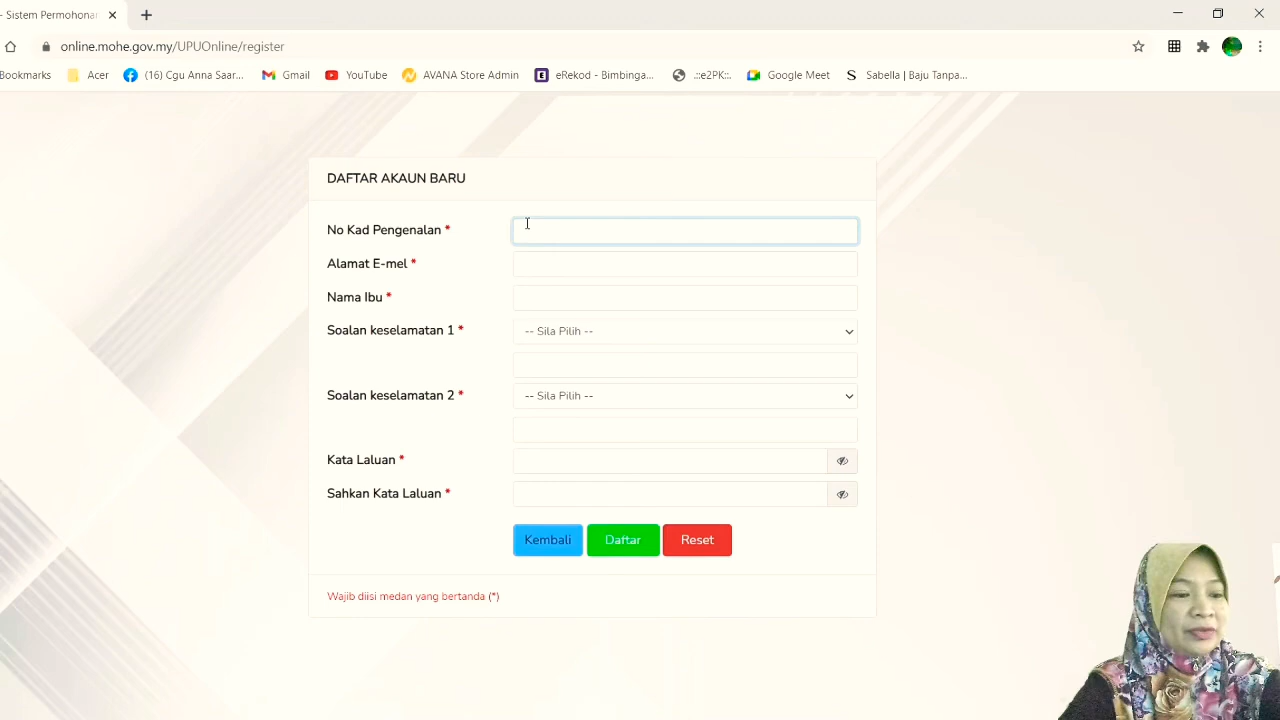 - Sistem Permohonan
online.mohe.gov.my/UPUOnline/register
Bookmarks Acer (16) Cgu Anna Saar... Gmail YouTube AVANA Store Admin eRekod - Bimbinga... .::e2PK::. Google Meet Sabella | Baju Tanpa...
DAFTAR AKAUN BARU
No Kad Pengenalan *
Alamat E-mel *
Nama Ibu *
Soalan keselamatan 1 * -- Sila Pilih --
Soalan keselamatan 2 * -- Sila Pilih --
Kata Laluan *
Sahkan Kata Laluan *
Kembali Daftar Reset
Wajib diisi medan yang bertanda (*)